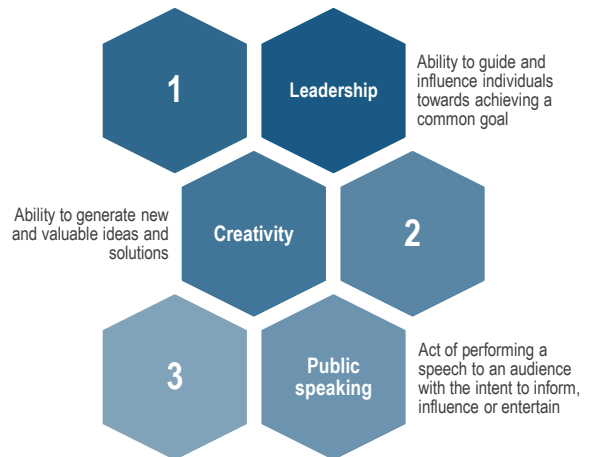 1
Leadership
Ability to guide and
influence individuals
towards achieving a
common goal
Ability to generate new
and valuable ideas and
solutions
Creativity
2
3
Public
speaking
Act of performing a
speech to an audience
with the intent to inform,
influence or entertain